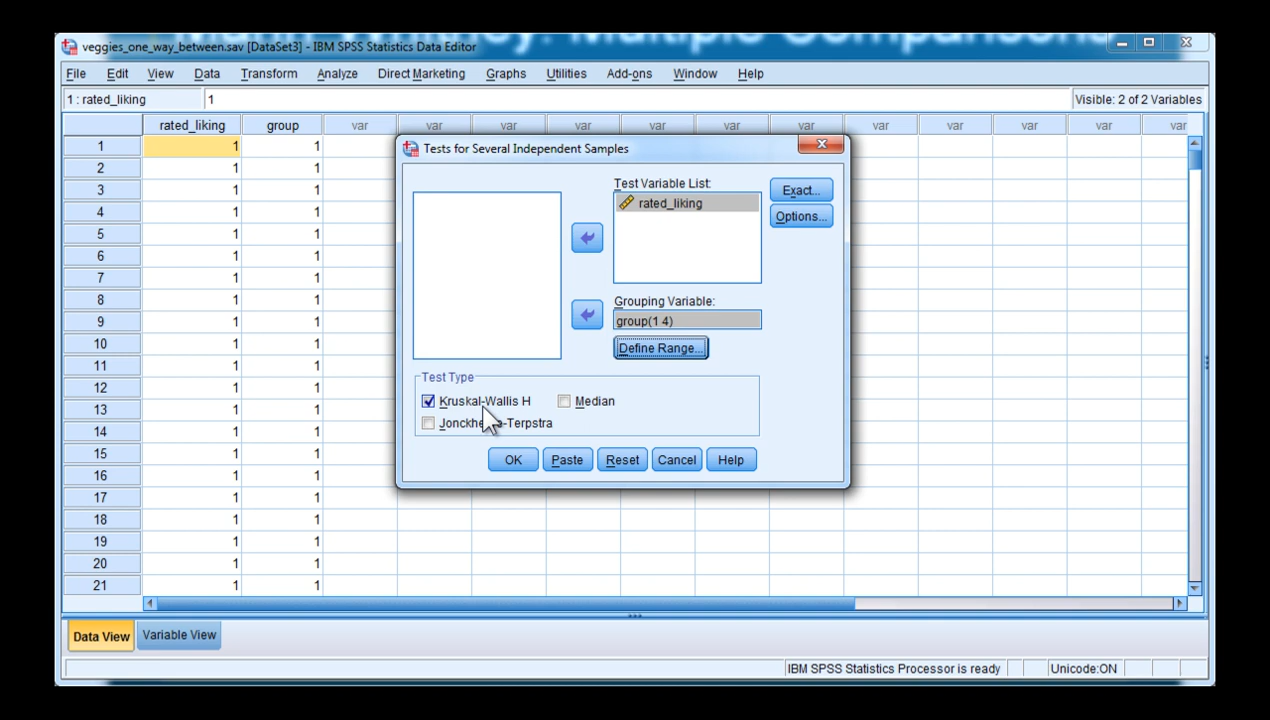 Mann-Whitney: Multiple Comparisons
veggies_one_way_between.sav [DataSet3] - IBM SPSS Statistics Data Editor
File Edit View Data Transform Analyze Direct Marketing Graphs Utilities Add-ons Window Help
1 : rated_liking 1 Visible: 2 of 2 Variables
rated_liking group var var var var var var var var var var var var
1 1 1
2 1 1
3 1 1
4 1 1
5 1 1
6 1 1
7 1 1
8 1 1
9 1 1
10 1 1
11 1 1
12 1 1
13 1 1
14 1 1
15 1 1
16 1 1
17 1 1
18 1 1
19 1 1
20 1 1
21 1 1
Tests for Several Independent Samples
Test Variable List:
rated_liking
Exact...
Options...
Grouping Variable:
group(1 4)
Define Range...
Test Type
Kruskal-Wallis H Median
Jonckheere-Terpstra
OK Paste Reset Cancel Help
Data View Variable View
IBM SPSS Statistics Processor is ready Unicode:ON